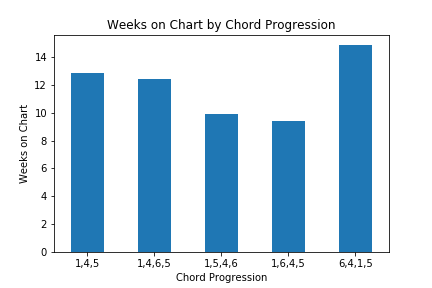 Weeks on Chart by Chord Progression
Weeks on Chart
14
12
10
8
6
4
2
0
1,4,5 1,4,6,5 1,5,4,6 1,6,4,5 6,4,1,5
Chord Progression